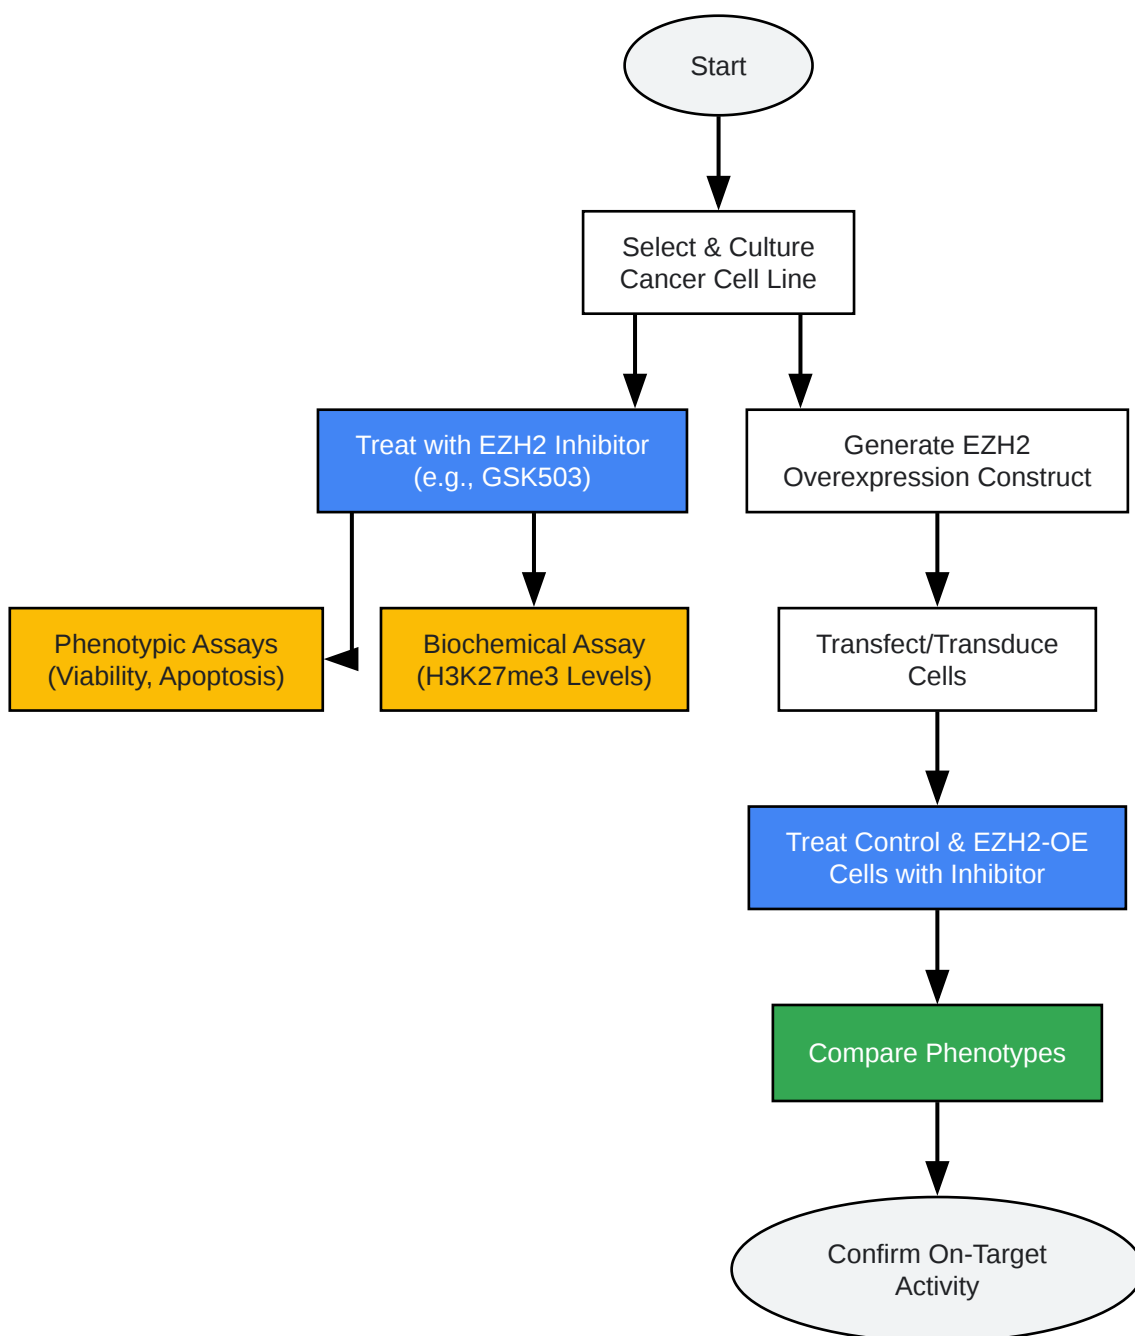 Start
Select & Culture
Cancer Cell Line
Treat with EZH2 Inhibitor
(e.g., GSK503)
Generate EZH2
Overexpression Construct
Phenotypic Assays
(Viability, Apoptosis)
Biochemical Assay
(H3K27me3 Levels)
Transfect/Transduce
Cells
Treat Control & EZH2-OE
Cells with Inhibitor
Compare Phenotypes
Confirm On-Target
Activity